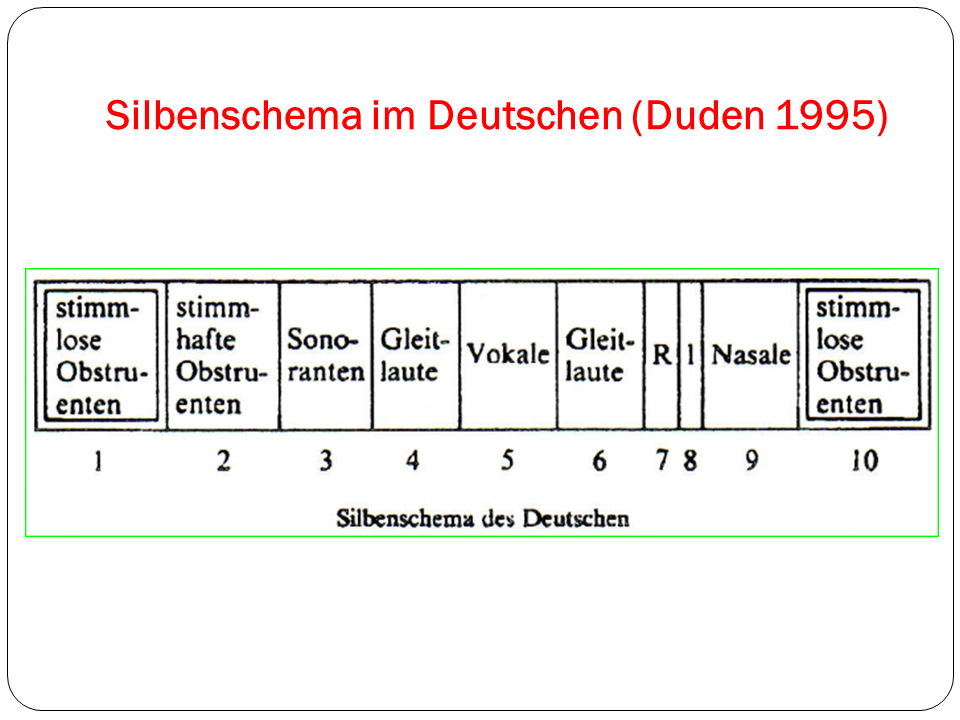 Silbenschema im Deutschen (Duden 1995)
stimm-
lose
Obstru-
enten
stimm-
hafte
Obstru-
enten
Sono-
ranten
Gleit-
laute
Vokale
Gleit-
laute
R
l
Nasale
stimm-
lose
Obstru-
enten
1 2 3 4 5 6 7 8 9 10
Silbenschema des Deutschen